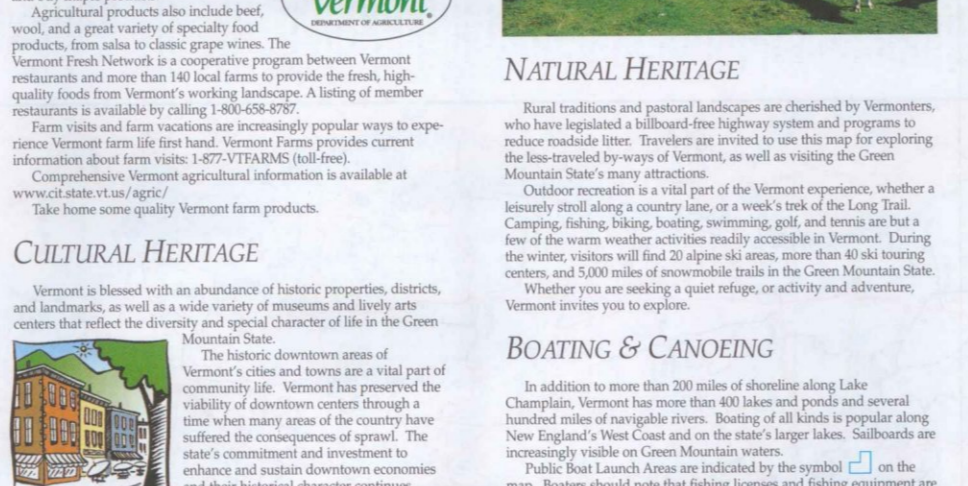 Agricultural products also include beef,
wool, and a great variety of specialty food
products, from salsa to classic grape wines. The
Vermont Fresh Network is a cooperative program between Vermont
restaurants and more than 140 local farms to provide the fresh, high-
quality foods from Vermont's working landscape. A listing of member
restaurants is available by calling 1-800-658-8787.
Farm visits and farm vacations are increasingly popular ways to expe-
rience Vermont farm life first hand. Vermont Farms provides current
information about farm visits: 1-877-VTFARMS (toll-free).
Comprehensive Vermont agricultural information is available at
www.cit.state.vt.us/agric/
Take home some quality Vermont farm products.
Vermont
DEPARTMENT OF AGRICULTURE
CULTURAL HERITAGE
Vermont is blessed with an abundance of historic properties, districts,
and landmarks, as well as a wide variety of museums and lively arts
centers that reflect the diversity and special character of life in the Green
Mountain State.
The historic downtown areas of
Vermont's cities and towns are a vital part of
community life. Vermont has preserved the
viability of downtown centers through a
time when many areas of the country have
suffered the consequences of sprawl. The
state's commitment and investment to
enhance and sustain downtown economies
and their historical character continues
NATURAL HERITAGE
Rural traditions and pastoral landscapes are cherished by Vermonters,
who have legislated a billboard-free highway system and programs to
reduce roadside litter. Travelers are invited to use this map for exploring
the less-traveled by-ways of Vermont, as well as visiting the Green
Mountain State's many attractions.
Outdoor recreation is a vital part of the Vermont experience, whether a
leisurely stroll along a country lane, or a week's trek of the Long Trail.
Camping, fishing, biking, boating, swimming, golf, and tennis are but a
few of the warm weather activities readily accessible in Vermont. During
the winter, visitors will find 20 alpine ski areas, more than 40 ski touring
centers, and 5,000 miles of snowmobile trails in the Green Mountain State.
Whether you are seeking a quiet refuge, or activity and adventure,
Vermont invites you to explore.
BOATING & CANOEING
In addition to more than 200 miles of shoreline along Lake
Champlain, Vermont has more than 400 lakes and ponds and several
hundred miles of navigable rivers. Boating of all kinds is popular along
New England's West Coast and on the state's larger lakes. Sailboards are
increasingly visible on Green Mountain waters.
Public Boat Launch Areas are indicated by the symbol on the
map. Boaters should note that fishing licenses and fishing equipment are